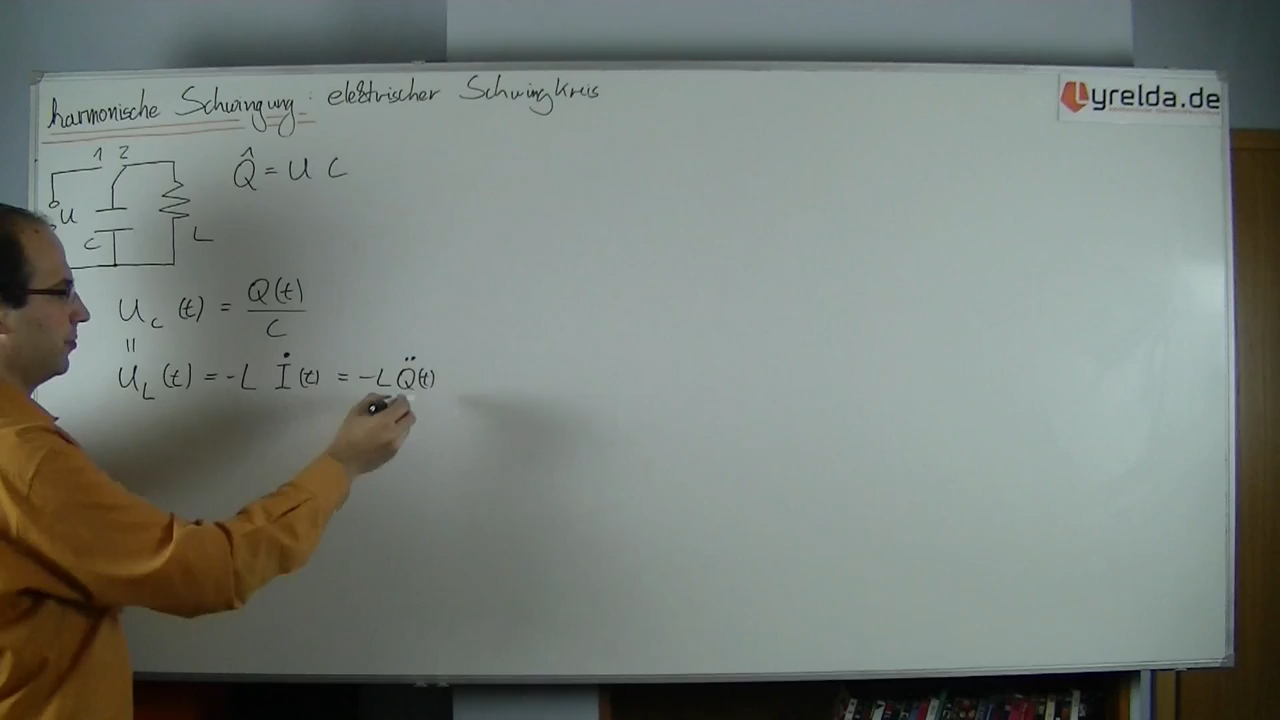 harmonische Schwingung: elektrischer Schwingkreis
Lyrelda.de
1 2
Q̂ = U C
U
C
L
U_C (t) = Q(t) / C
=
U_L (t) = -L İ(t) = -L Q̈(t)